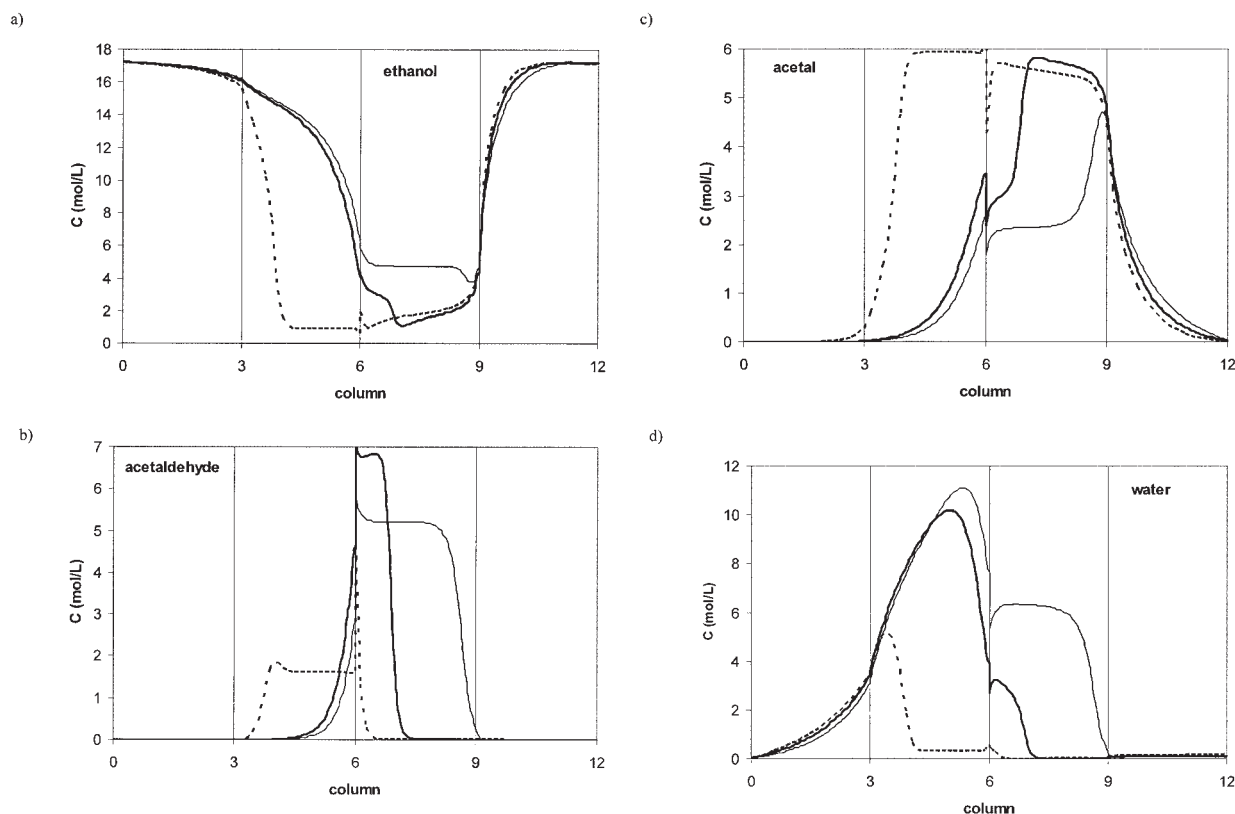 a)
18
16
14
12
10
8
6
4
2
0
C (mol/L)
ethanol
0 3 6 9 12
column
c)
6
5
4
3
2
1
0
C (mol/L)
acetal
0 3 6 9 12
column
b)
7
6
5
4
3
2
1
0
C (mol/L)
acetaldehyde
0 3 6 9 12
column
d)
12
10
8
6
4
2
0
C (mol/L)
water
0 3 6 9 12
column